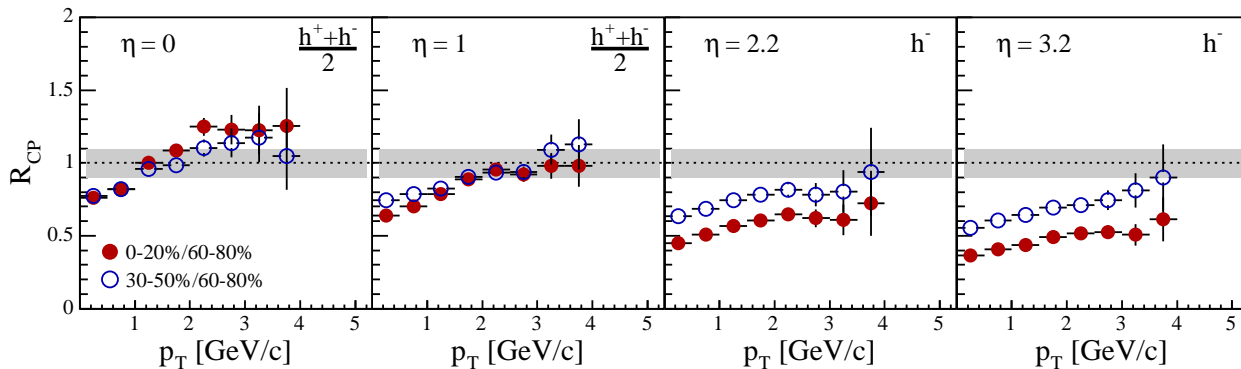 2
1.5
1
0.5
0
R_CP
η = 0
h⁺+h⁻
2
η = 1
h⁺+h⁻
2
η = 2.2
h⁻
η = 3.2
h⁻
0-20%/60-80%
30-50%/60-80%
1 2 3 4 5
1 2 3 4 5
1 2 3 4 5
1 2 3 4 5
p_T [GeV/c]
p_T [GeV/c]
p_T [GeV/c]
p_T [GeV/c]